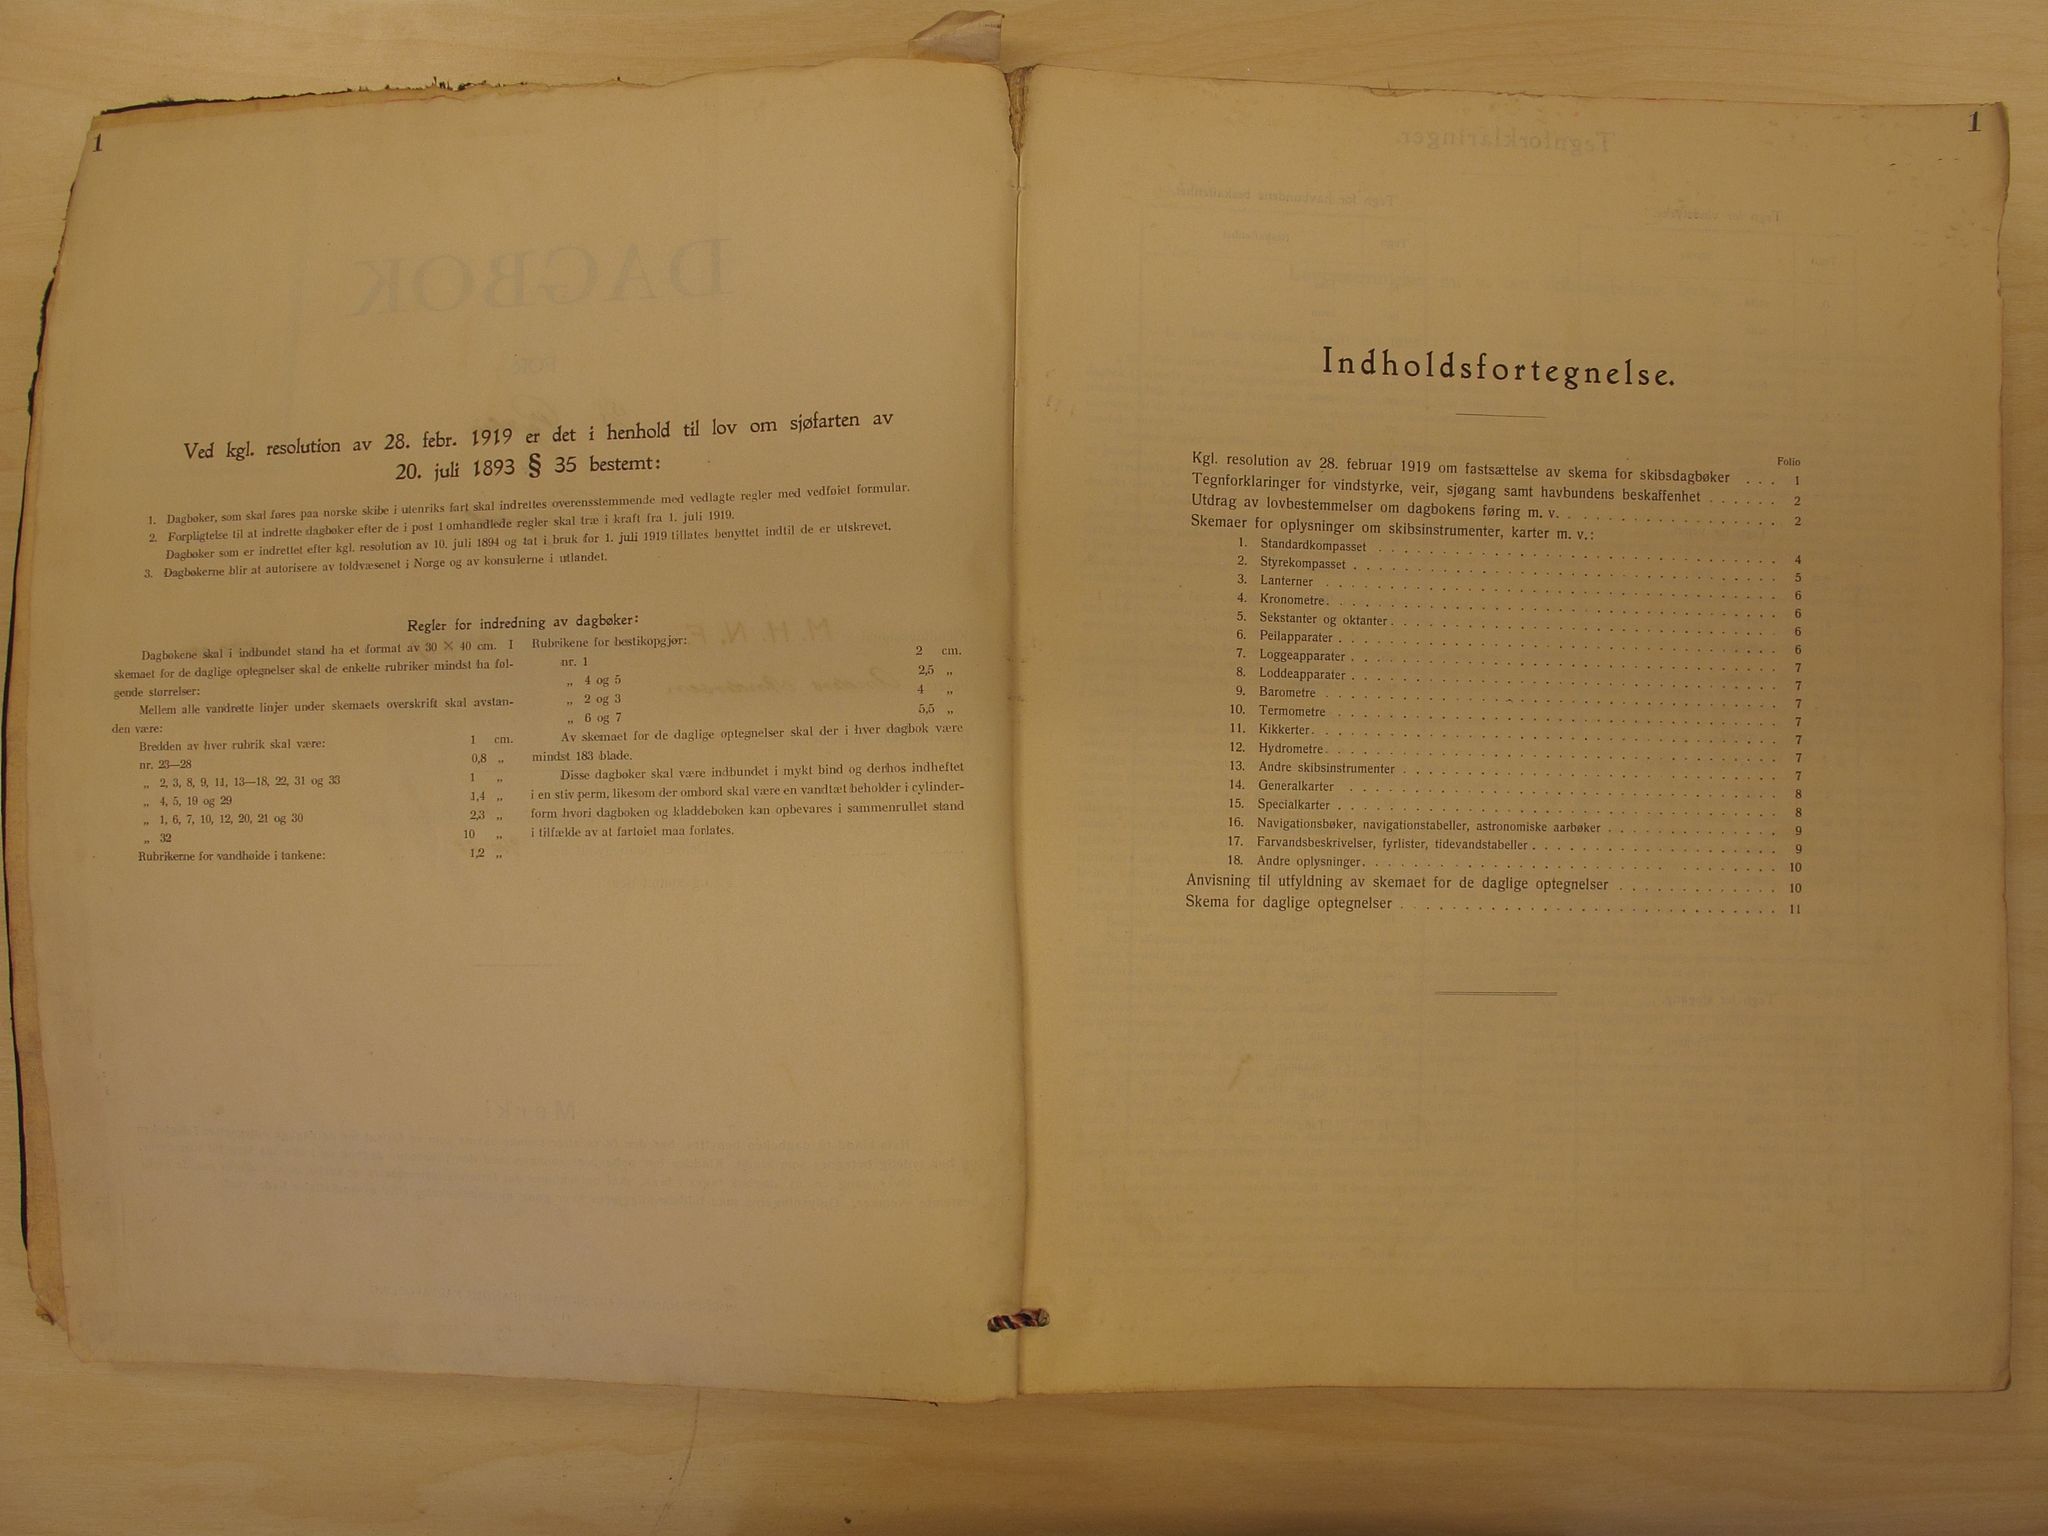 1
Ved kgl. resolution av 28. febr. 1919 er det i henhold til lov om sjøfarten av
20. juli 1893 § 35 bestemt:
1. Dagbøker, som skal føres paa norske skibe i utenriks fart skal indrettes overensstemmende med vedlagte regler med vedføiet formular.
2. Forpligtelse til at indrette dagbøker efter de i post 1 omhandlede regler skal træ i kraft fra 1. juli 1919.
Dagbøker som er indrettet efter kgl. resolution av 10. juli 1894 og tat i bruk før 1. juli 1919 tillates benyttet indtil de er utskrevet.
3. Dagbøkerne blir at autorisere av toldvæsenet i Norge og av konsulerne i utlandet.
Regler for indredning av dagbøker:
Dagbøkene skal i indbundet stand ha et format av 30 × 40 cm. I
skemaet for de daglige optegnelser skal de enkelte rubriker mindst ha føl-
gende størrelser:
Mellem alle vandrette linjer under skemaets overskrift skal avstan-
den være: 1 cm.
Bredden av hver rubrik skal være:
nr. 23—28 0,8 „
„ 2, 3, 8, 9, 11, 13—18, 22, 31 og 33 1 „
„ 4, 5, 19 og 29 1,4 „
„ 1, 6, 7, 10, 12, 20, 21 og 30 2,3 „
„ 32 10 „
Rubrikerne for vandhøide i tankene: 1,2 „
Rubrikene for bestikopgjør:
nr. 1 2 cm.
„ 4 og 5 2,5 „
„ 2 og 3 4 „
„ 6 og 7 5,5 „
Av skemaet for de daglige optegnelser skal der i hver dagbok være
mindst 183 blade.
Disse dagbøker skal være indbundet i mykt bind og derhos indheftet
i en stiv perm, likesom der ombord skal være en vandtæt beholder i cylinder-
form hvori dagboken og kladdeboken kan opbevares i sammenrullet stand
i tilfælde av at fartøiet maa forlates.
1
Indholdsfortegnelse.
Folio
Kgl. resolution av 28. februar 1919 om fastsættelse av skema for skibsdagbøker . . . 1
Tegnforklaringer for vindstyrke, veir, sjøgang samt havbundens beskaffenhet . . . . . . 2
Utdrag av lovbestemmelser om dagbokens føring m. v. . . . . . . . . . . . . . . . 2
Skemaer for oplysninger om skibsinstrumenter, karter m. v.:
1. Standardkompasset . . . . . . . . . . 4
2. Styrekompasset . . . . . . . . . . 5
3. Lanterner . . . . . . . . . . 6
4. Kronometre . . . . . . . . . . 6
5. Sekstanter og oktanter . . . . . . . . . . 6
6. Peilapparater . . . . . . . . . . 6
7. Loggeapparater . . . . . . . . . . 7
8. Loddeapparater . . . . . . . . . . 7
9. Barometre . . . . . . . . . . 7
10. Termometre . . . . . . . . . . 7
11. Kikkerter . . . . . . . . . . 7
12. Hydrometre . . . . . . . . . . 7
13. Andre skibsinstrumenter . . . . . . . . . . 7
14. Generalkarter . . . . . . . . . . 8
15. Specialkarter . . . . . . . . . . 8
16. Navigationsbøker, navigationstabeller, astronomiske aarbøker . . . . . . . . . . 9
17. Farvandsbeskrivelser, fyrlister, tidevandstabeller . . . . . . . . . . 9
18. Andre oplysninger . . . . . . . . . . 10
Anvisning til utfyldning av skemaet for de daglige optegnelser . . . . . . . . . . 10
Skema for daglige optegnelser . . . . . . . . . . 11